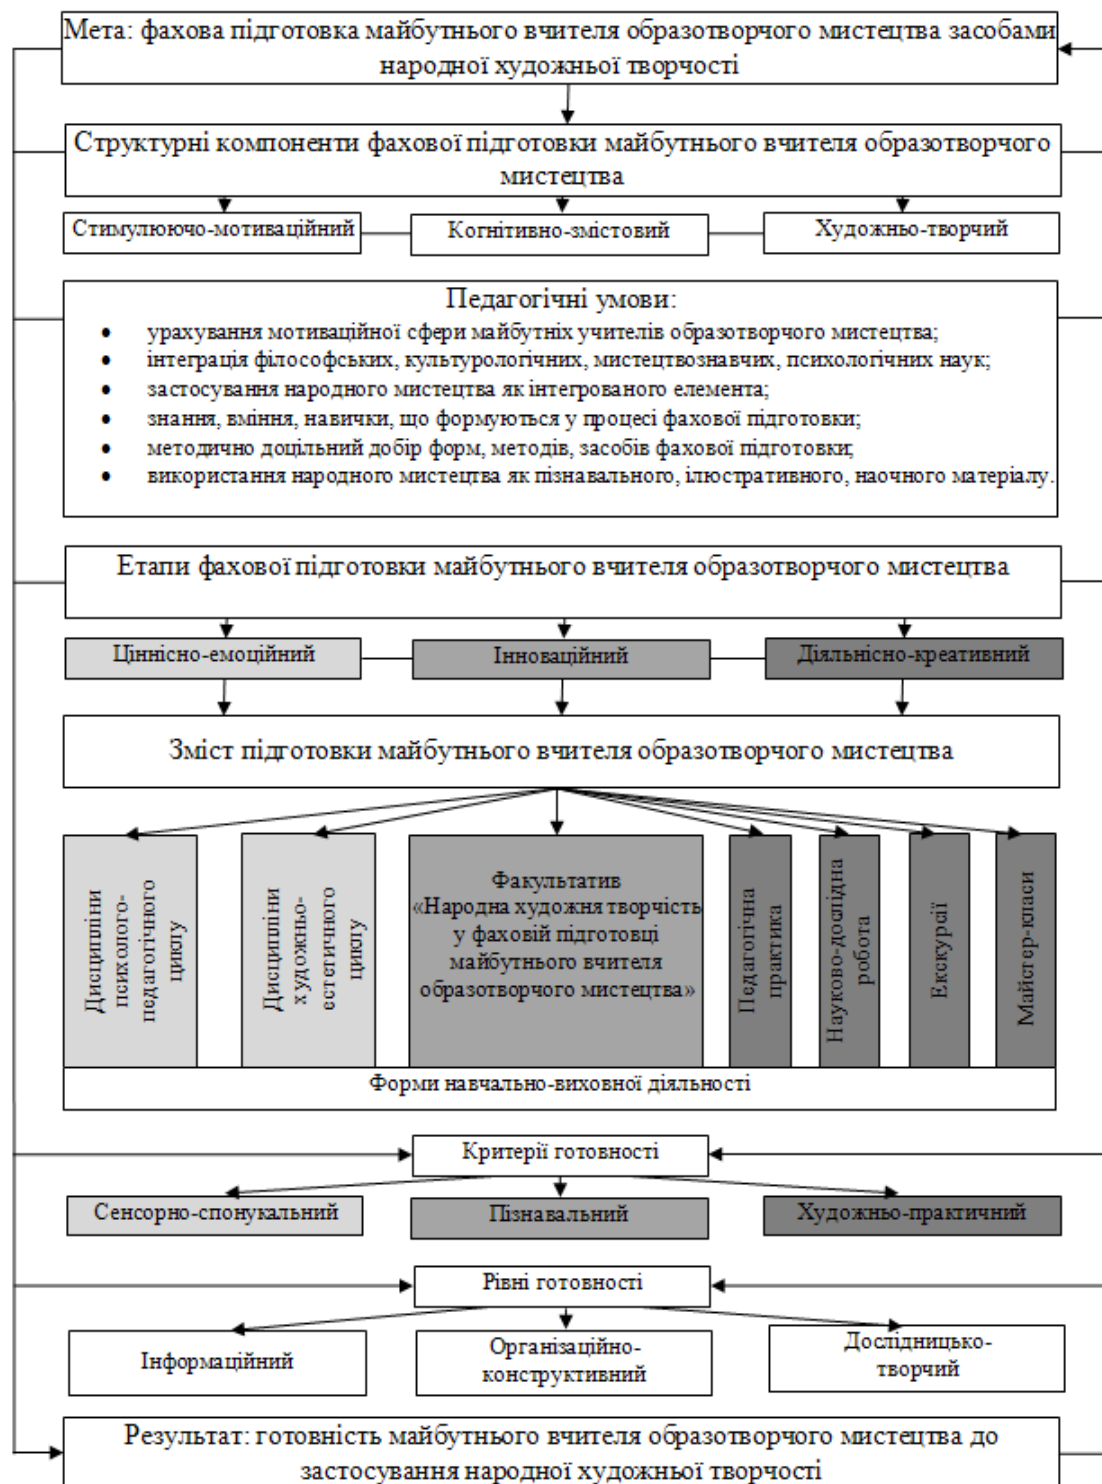 Мета: фахова підготовка майбутнього вчителя образотворчого мистецтва засобами
народної художньої творчості
Структурні компоненти фахової підготовки майбутнього вчителя образотворчого
мистецтва
Стимулюючо-мотиваційний
Когнітивно-змістовий
Художньо-творчий
Педагогічні умови:
• урахування мотиваційної сфери майбутніх учителів образотворчого мистецтва;
• інтеграція філософських, культурологічних, мистецтвознавчих, психологічних наук;
• застосування народного мистецтва як інтегрованого елемента;
• знання, вміння, навички, що формуються у процесі фахової підготовки;
• методично доцільний добір форм, методів, засобів фахової підготовки;
• використання народного мистецтва як пізнавального, ілюстративного, наочного матеріалу.
Етапи фахової підготовки майбутнього вчителя образотворчого мистецтва
Ціннісно-емоційний
Інноваційний
Діяльнісно-креативний
Зміст підготовки майбутнього вчителя образотворчого мистецтва
Дисципліни
психолого-
педагогічного
циклу
Дисципліни
художньо-
естетичного
циклу
Факультатив
«Народна художня творчість
у фаховій підготовці
майбутнього вчителя
образотворчого мистецтва»
Педагогічна
практика
Науково-дослідна
робота
Екскурсії
Майстер-класи
Форми навчально-виховної діяльності
Критерії готовності
Сенсорно-спонукальний
Пізнавальний
Художньо-практичний
Рівні готовності
Інформаційний
Організаційно-
конструктивний
Дослідницько-
творчий
Результат: готовність майбутнього вчителя образотворчого мистецтва до
застосування народної художньої творчості